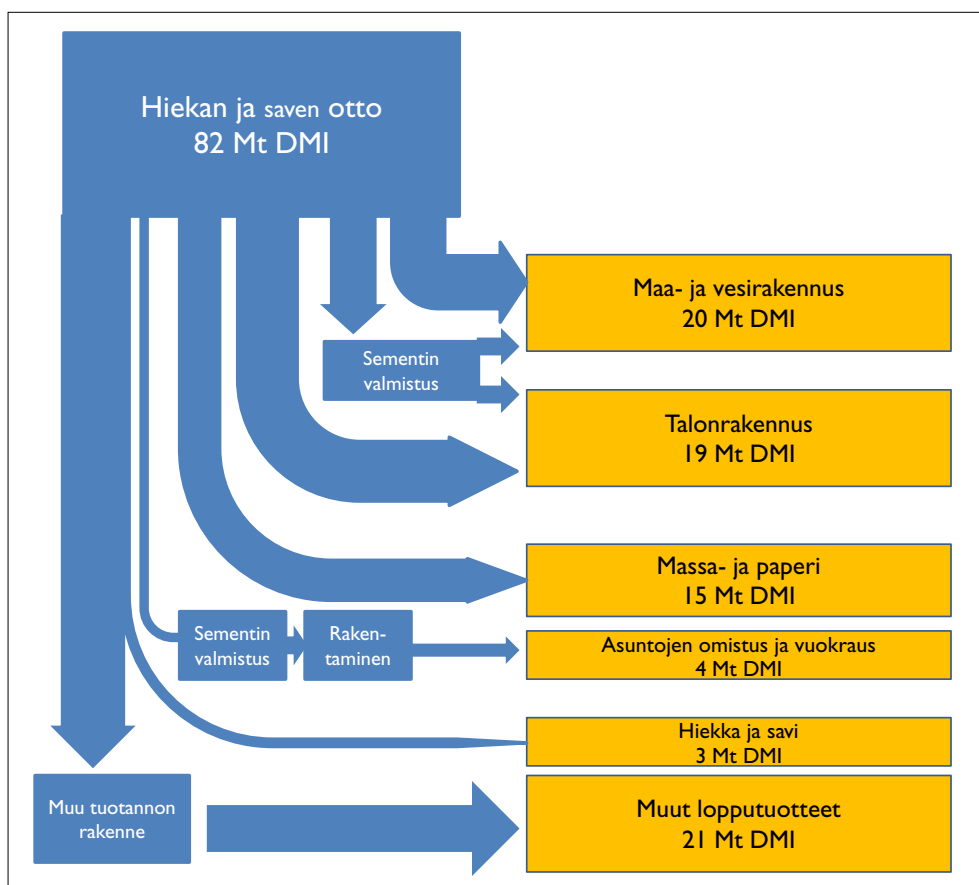 Hiekan ja saven otto
82 Mt DMI
Maa- ja vesirakennus
20 Mt DMI
Sementin
valmistus
Talonrakennus
19 Mt DMI
Massa- ja paperi
15 Mt DMI
Sementin
valmistus
Raken-
taminen
Asuntojen omistus ja vuokraus
4 Mt DMI
Hiekka ja savi
3 Mt DMI
Muu tuotannon
rakenne
Muut lopputuotteet
21 Mt DMI